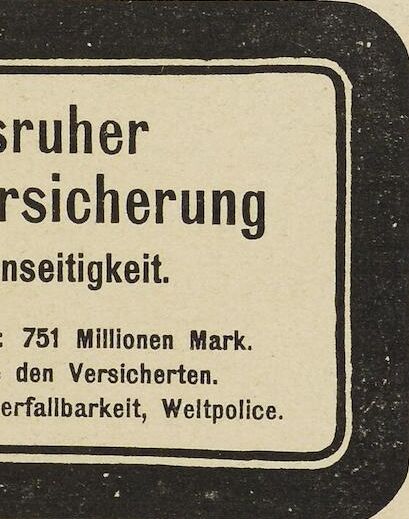 sruher
rsicherung
nseitigkeit.
: 751 Millionen Mark.
den Versicherten.
erfallbarkeit, Weltpolice.